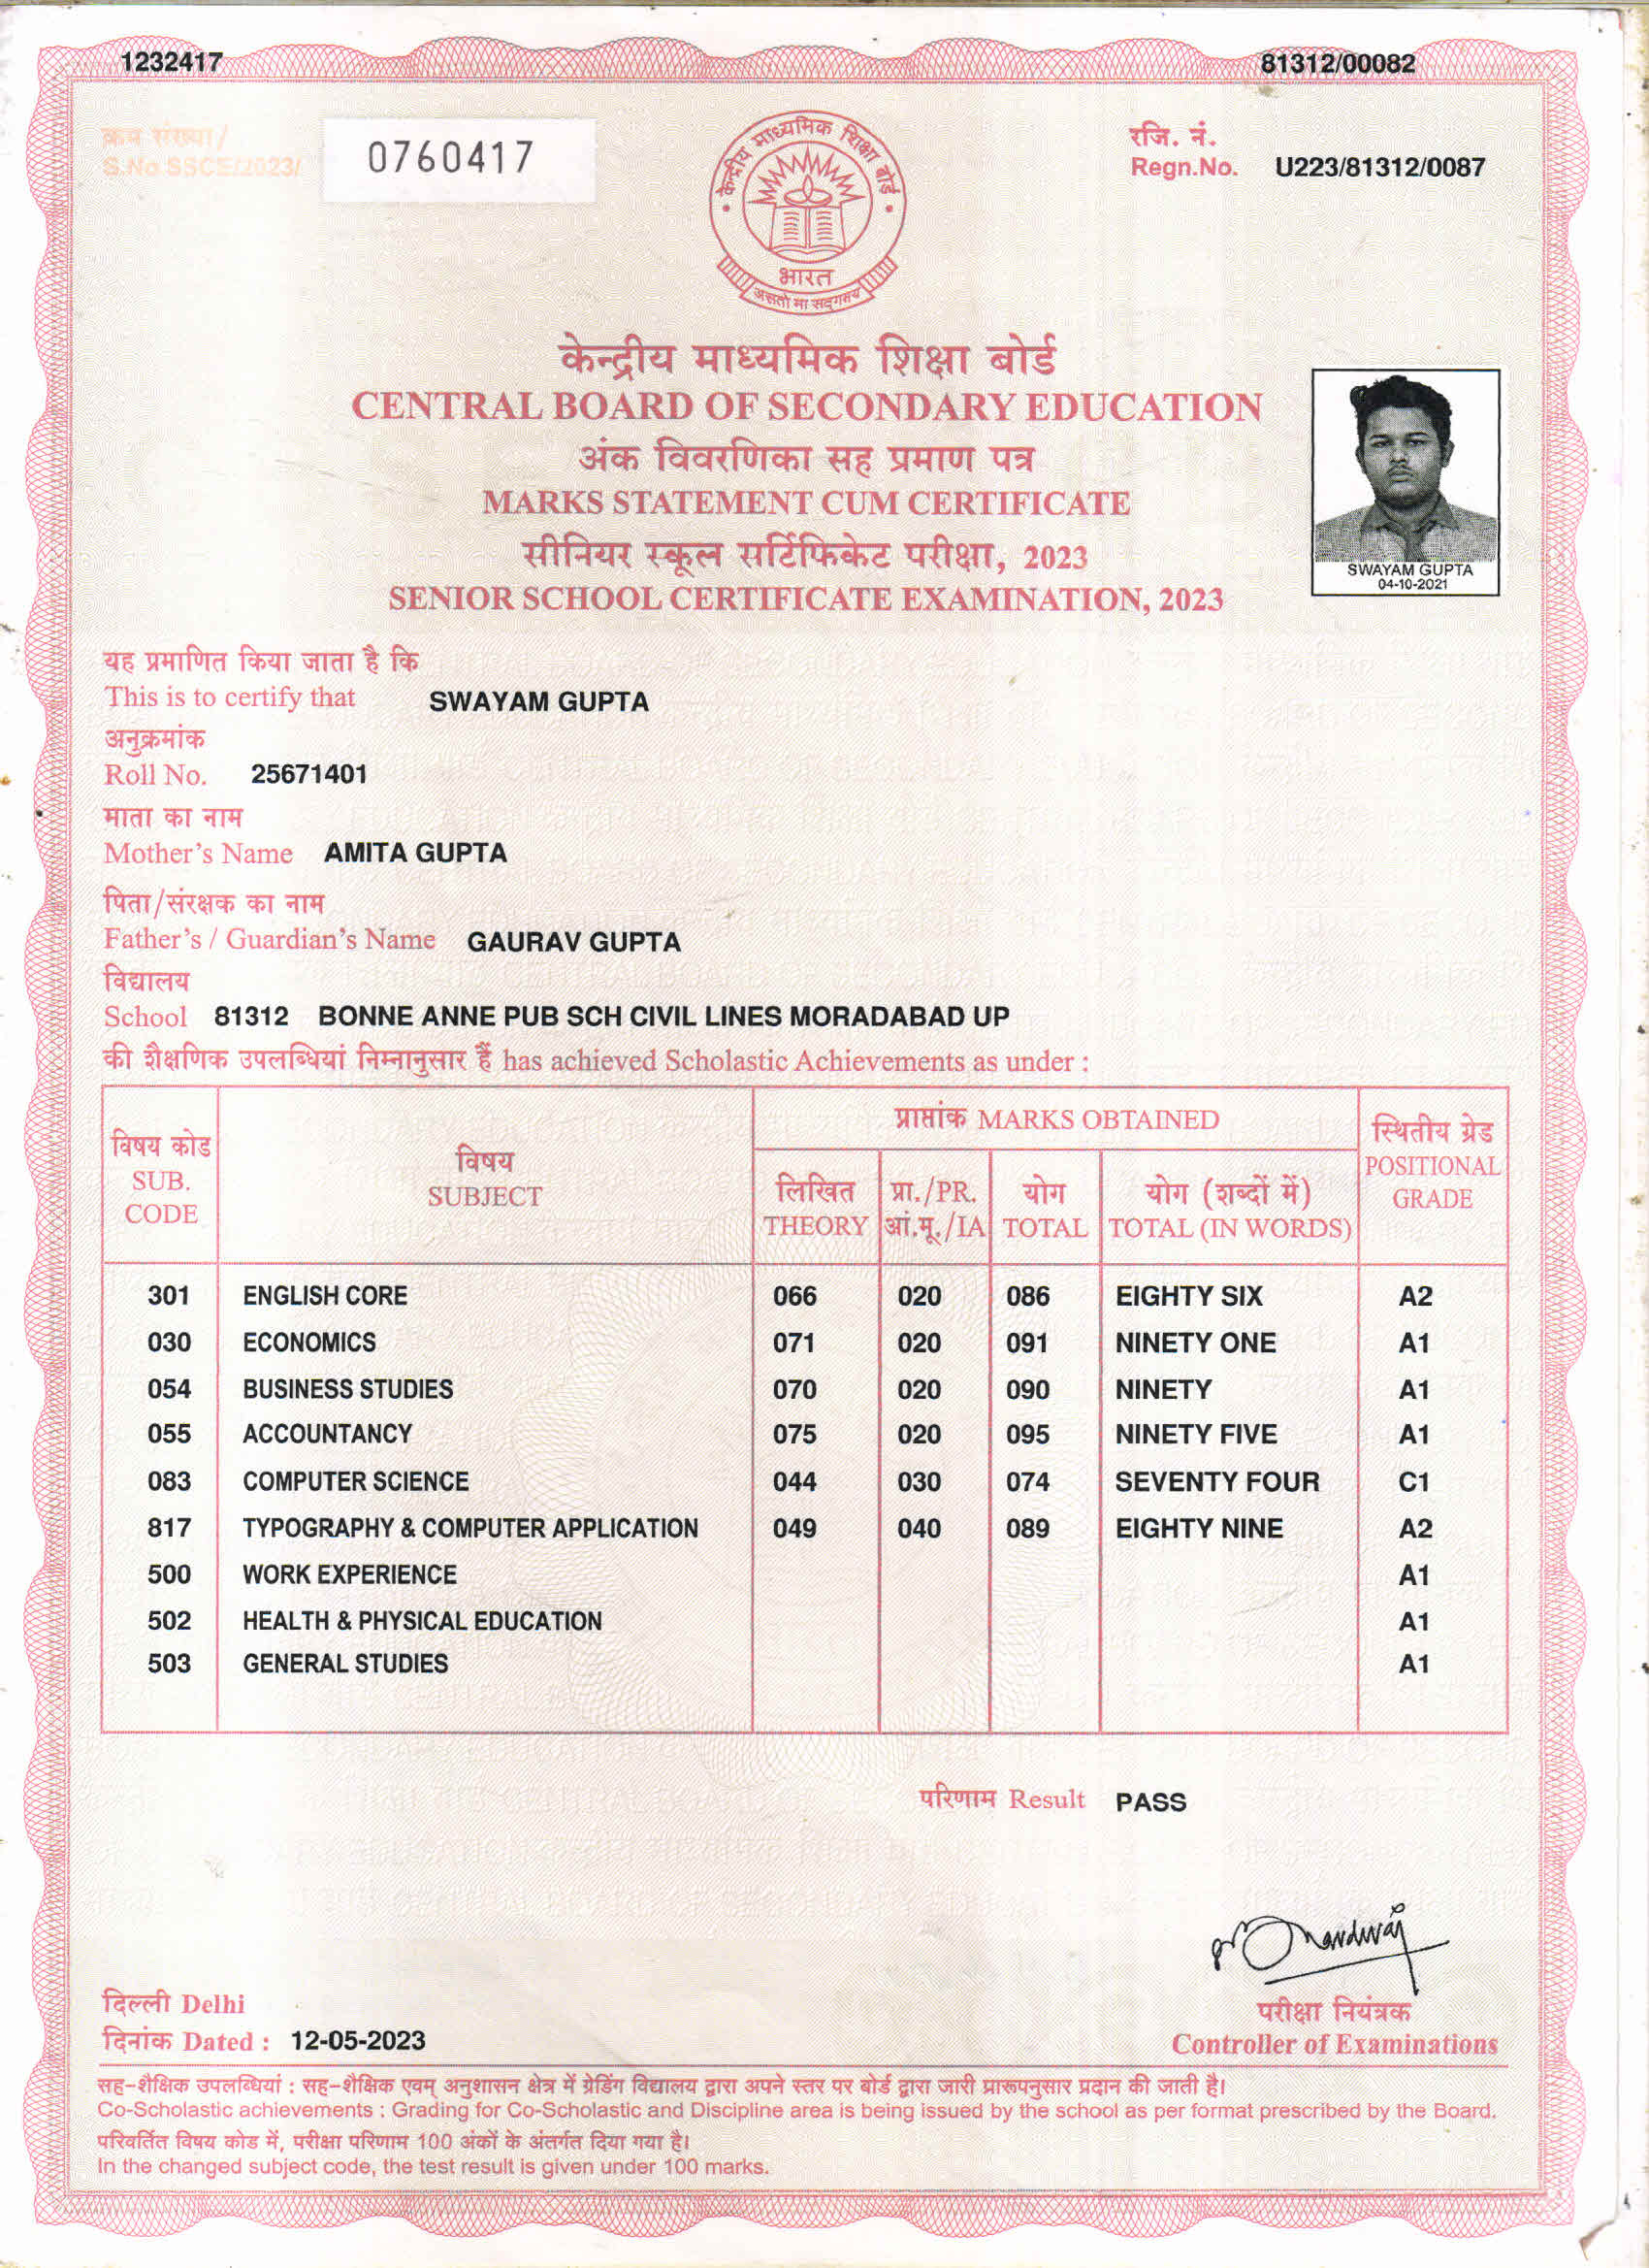 1232417
81312/00082
क्रम संख्या /
S.No SSCE/2023/ 0760417
रजि. नं.
Regn.No. U223/81312/0087
केन्द्रीय माध्यमिक शिक्षा बोर्ड
भारत
असतो मा सद्गमय
केन्द्रीय माध्यमिक शिक्षा बोर्ड
CENTRAL BOARD OF SECONDARY EDUCATION
अंक विवरणिका सह प्रमाण पत्र
MARKS STATEMENT CUM CERTIFICATE
सीनियर स्कूल सर्टिफिकेट परीक्षा, 2023
SENIOR SCHOOL CERTIFICATE EXAMINATION, 2023
SWAYAM GUPTA
04-10-2021
यह प्रमाणित किया जाता है कि
This is to certify that SWAYAM GUPTA
अनुक्रमांक
Roll No. 25671401
माता का नाम
Mother's Name AMITA GUPTA
पिता/संरक्षक का नाम
Father's / Guardian's Name GAURAV GUPTA
विद्यालय
School 81312 BONNE ANNE PUB SCH CIVIL LINES MORADABAD UP
की शैक्षणिक उपलब्धियां निम्नानुसार हैं has achieved Scholastic Achievements as under :
विषय कोड
SUB.
CODE
विषय
SUBJECT
प्राप्तांक MARKS OBTAINED
लिखित
THEORY
प्रा./PR.
आं.मू./IA
योग
TOTAL
योग (शब्दों में)
TOTAL (IN WORDS)
स्थितीय ग्रेड
POSITIONAL
GRADE
301 ENGLISH CORE 066 020 086 EIGHTY SIX A2
030 ECONOMICS 071 020 091 NINETY ONE A1
054 BUSINESS STUDIES 070 020 090 NINETY A1
055 ACCOUNTANCY 075 020 095 NINETY FIVE A1
083 COMPUTER SCIENCE 044 030 074 SEVENTY FOUR C1
817 TYPOGRAPHY & COMPUTER APPLICATION 049 040 089 EIGHTY NINE A2
500 WORK EXPERIENCE A1
502 HEALTH & PHYSICAL EDUCATION A1
503 GENERAL STUDIES A1
परिणाम Result PASS
दिल्ली Delhi
दिनांक Dated : 12-05-2023
परीक्षा नियंत्रक
Controller of Examinations
सह-शैक्षिक उपलब्धियां : सह-शैक्षिक एवम् अनुशासन क्षेत्र में ग्रेडिंग विद्यालय द्वारा अपने स्तर पर बोर्ड द्वारा जारी प्रारूपनुसार प्रदान की जाती है।
Co-Scholastic achievements : Grading for Co-Scholastic and Discipline area is being issued by the school as per format prescribed by the Board.
परिवर्तित विषय कोड में, परीक्षा परिणाम 100 अंकों के अंतर्गत दिया गया है।
In the changed subject code, the test result is given under 100 marks.